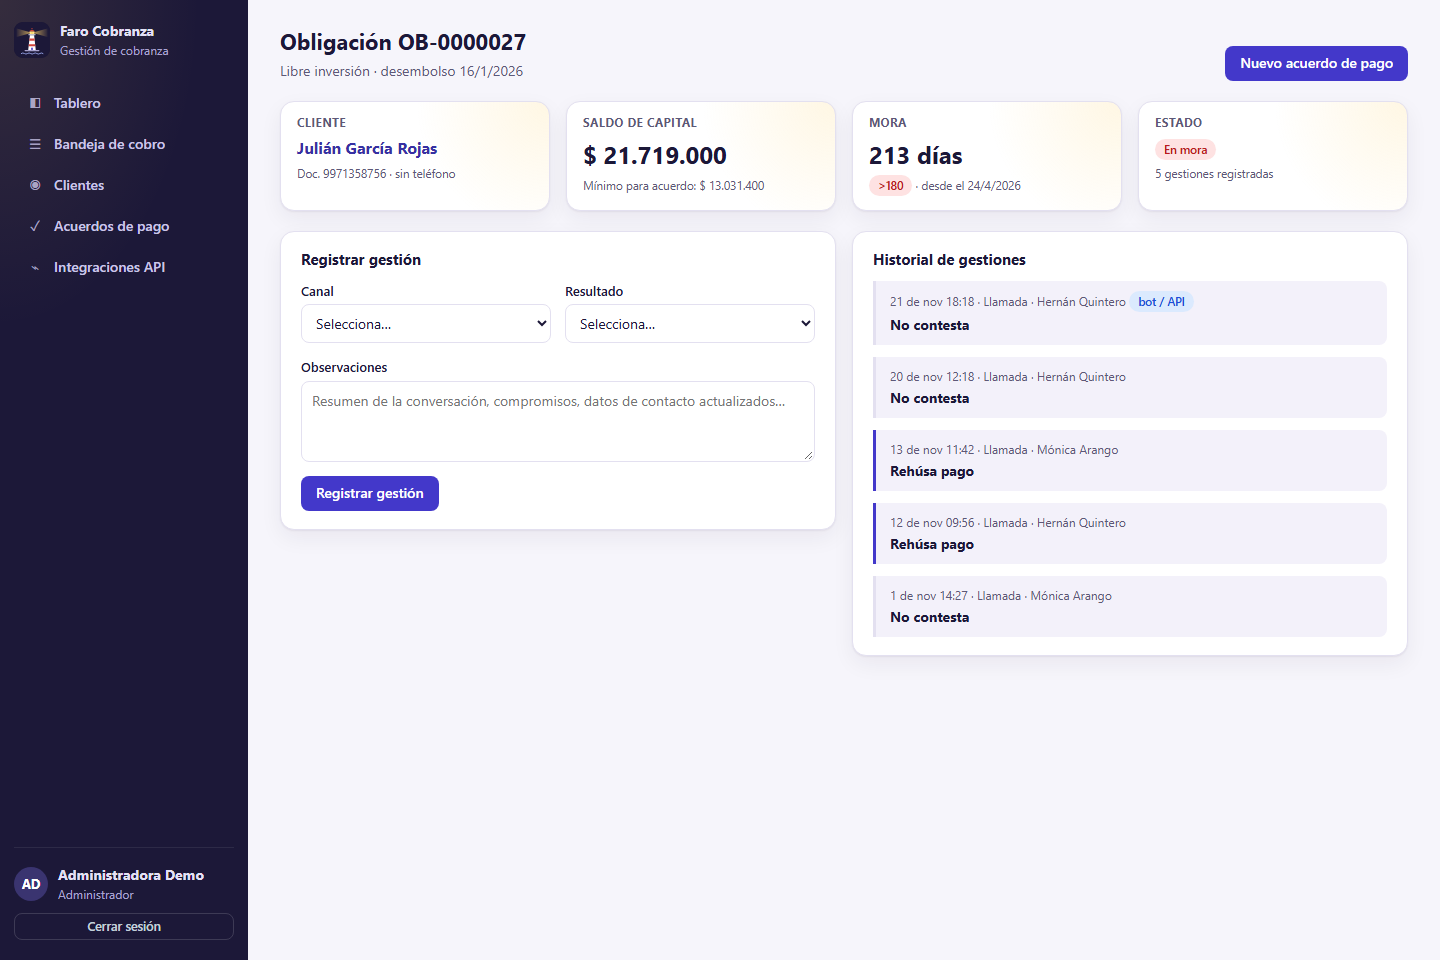 Faro Cobranza
Gestión de cobranza
Tablero
Bandeja de cobro
Clientes
Acuerdos de pago
Integraciones API
AD
Administradora Demo
Administrador
Cerrar sesión
Obligación OB-0000027
Libre inversión · desembolso 16/1/2026
Nuevo acuerdo de pago
CLIENTE
Julián García Rojas
Doc. 9971358756 · sin teléfono
SALDO DE CAPITAL
$ 21.719.000
Mínimo para acuerdo: $ 13.031.400
MORA
213 días
>180 · desde el 24/4/2026
ESTADO
En mora
5 gestiones registradas
Registrar gestión
Canal
Selecciona...
Resultado
Selecciona...
Observaciones
Resumen de la conversación, compromisos, datos de contacto actualizados...
Registrar gestión
Historial de gestiones
21 de nov 18:18 · Llamada · Hernán Quintero bot / API
No contesta
20 de nov 12:18 · Llamada · Hernán Quintero
No contesta
13 de nov 11:42 · Llamada · Mónica Arango
Rehúsa pago
12 de nov 09:56 · Llamada · Hernán Quintero
Rehúsa pago
1 de nov 14:27 · Llamada · Mónica Arango
No contesta